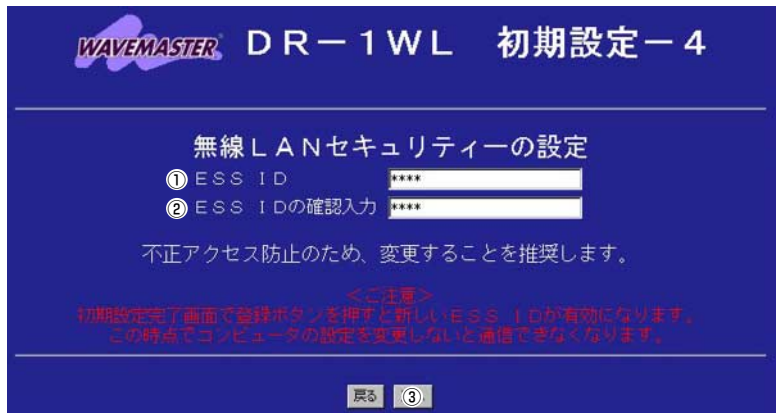 WAVEMASTER DR－1WL 初期設定－4
無線LANセキュリティーの設定
① ESS ID ****
② ESS IDの確認入力 ****
不正アクセス防止のため、変更することを推奨します。
＜ご注意＞
初期設定完了画面で登録ボタンを押すと新しいESS IDが有効になります。
この時点でコンピュータの設定を変更しないと通信できなくなります。
戻る ③